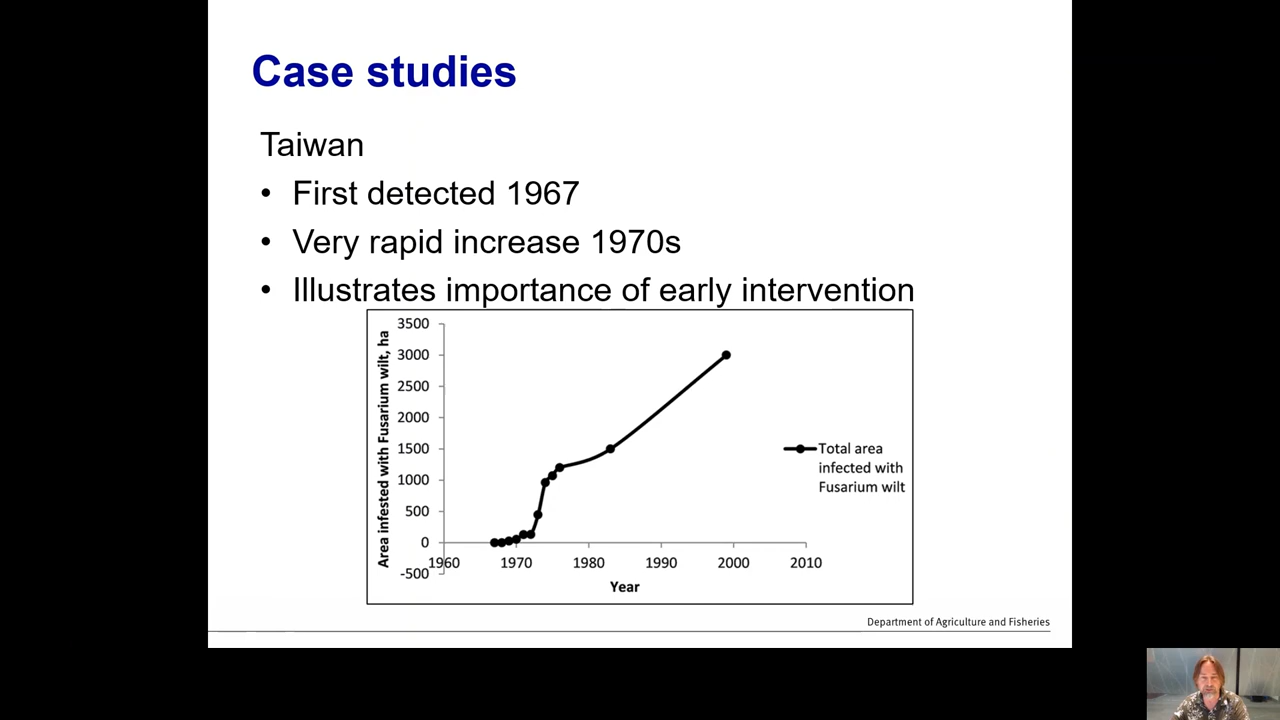 Case studies
Taiwan
• First detected 1967
• Very rapid increase 1970s
• Illustrates importance of early intervention
Area infested with Fusarium wilt, ha
3500
3000
2500
2000
1500
1000
500
0
-500
1960 1970 1980 1990 2000 2010
Year
Total area
infected with
Fusarium wilt
Department of Agriculture and Fisheries